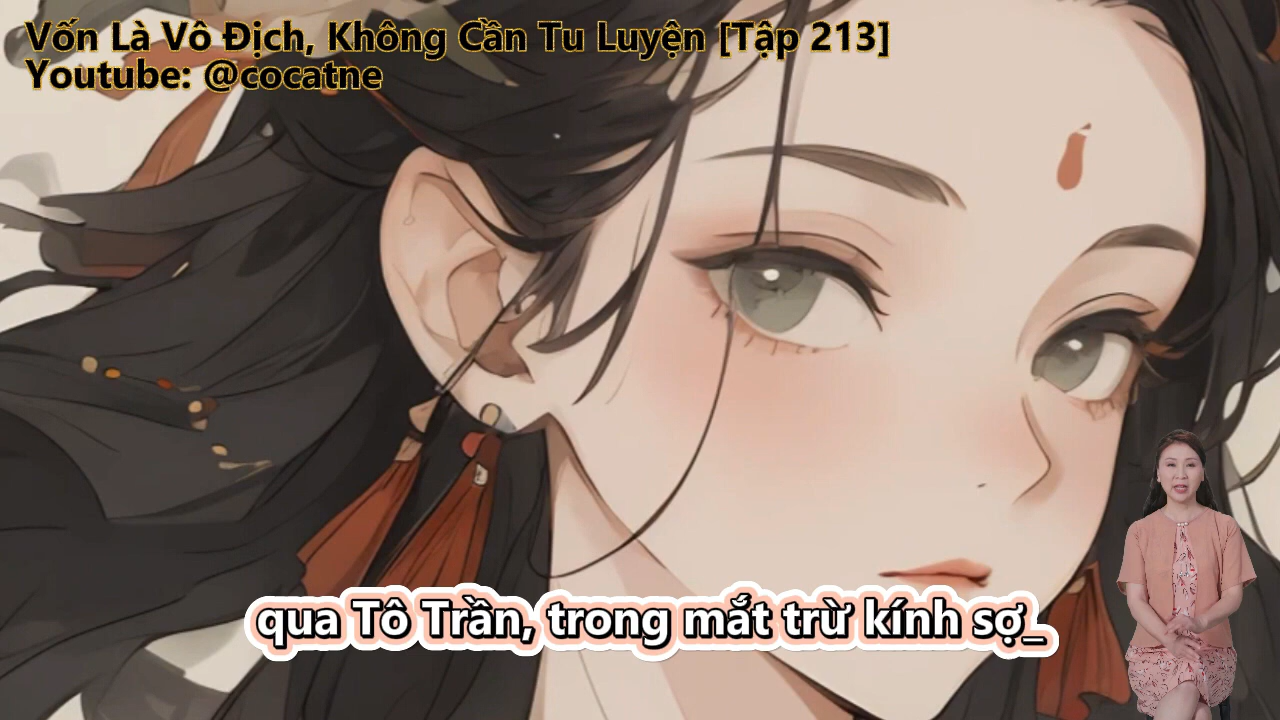 Vốn Là Vô Địch, Không Cần Tu Luyện [Tập 213]
Youtube: @cocatne
qua Tô Trần, trong mắt trừ kính sợ_